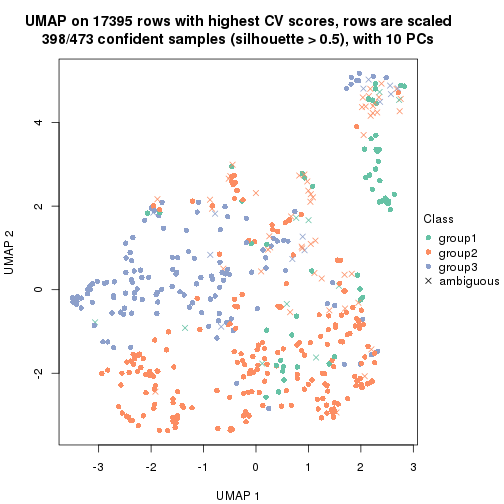 UMAP on 17395 rows with highest CV scores, rows are scaled
398/473 confident samples (silhouette > 0.5), with 10 PCs
4
2
0
-2
UMAP 2
-3
-2
-1
0
1
2
3
UMAP 1
Class
group1
group2
group3
ambiguous